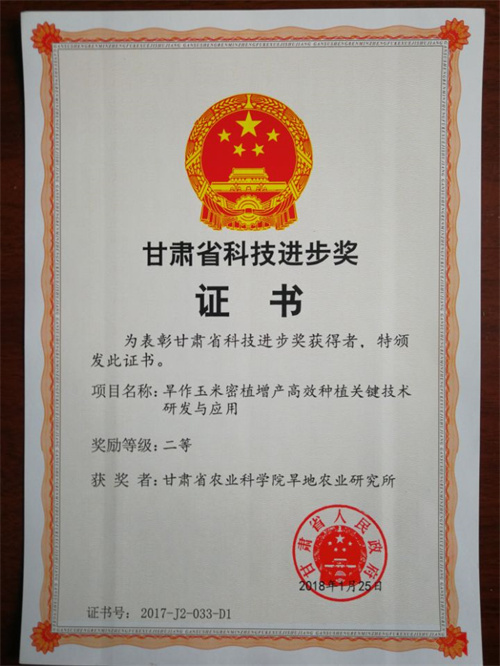 甘肃省科技进步奖
证 书
为表彰甘肃省科技进步奖获得者，特颁
发此证书。
项目名称：旱作玉米密植增产高效种植关键技术
研发与应用
奖励等级：二等
获 奖 者：甘肃省农业科学院旱地农业研究所
甘肃省人民政府
2018年1月25日
证书号：2017-J2-033-D1